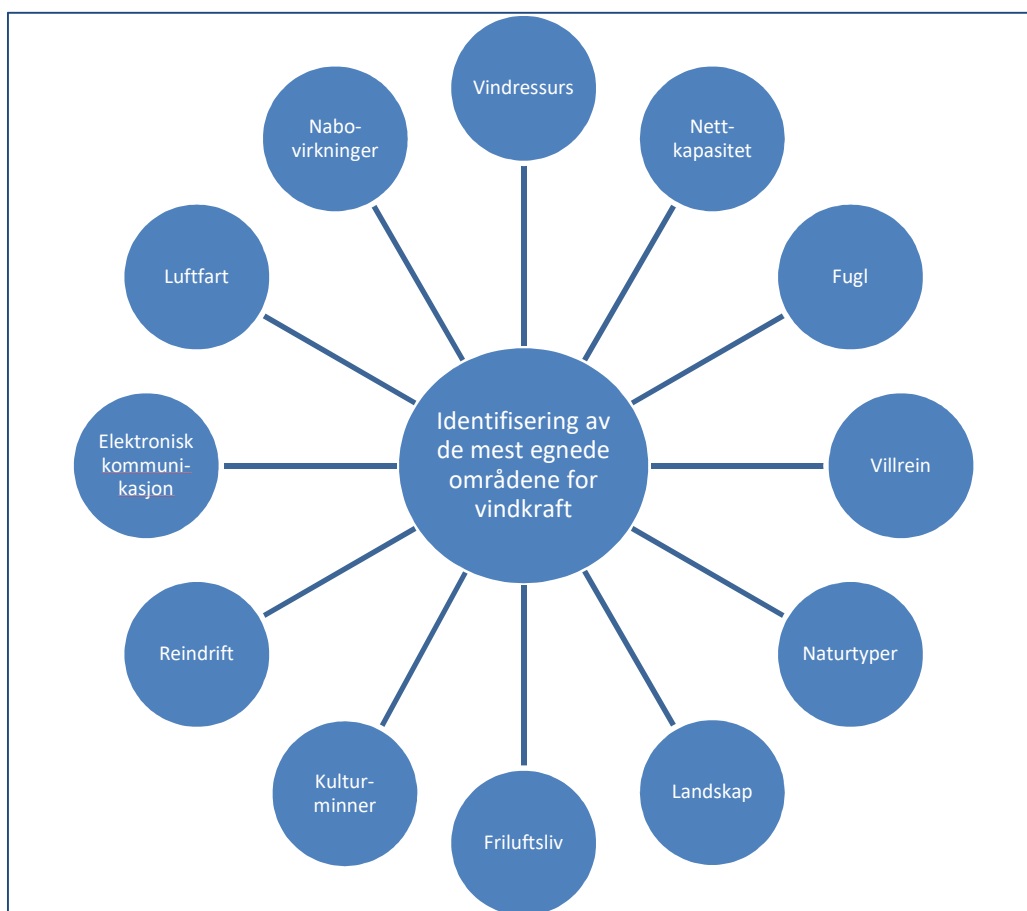 Vindressurs
Nett-
kapasitet
Fugl
Villrein
Naturtyper
Landskap
Friluftsliv
Kultur-
minner
Reindrift
Elektronisk
kommuni-
kasjon
Luftfart
Nabo-
virkninger
Identifisering av
de mest egnede
områdene for
vindkraft